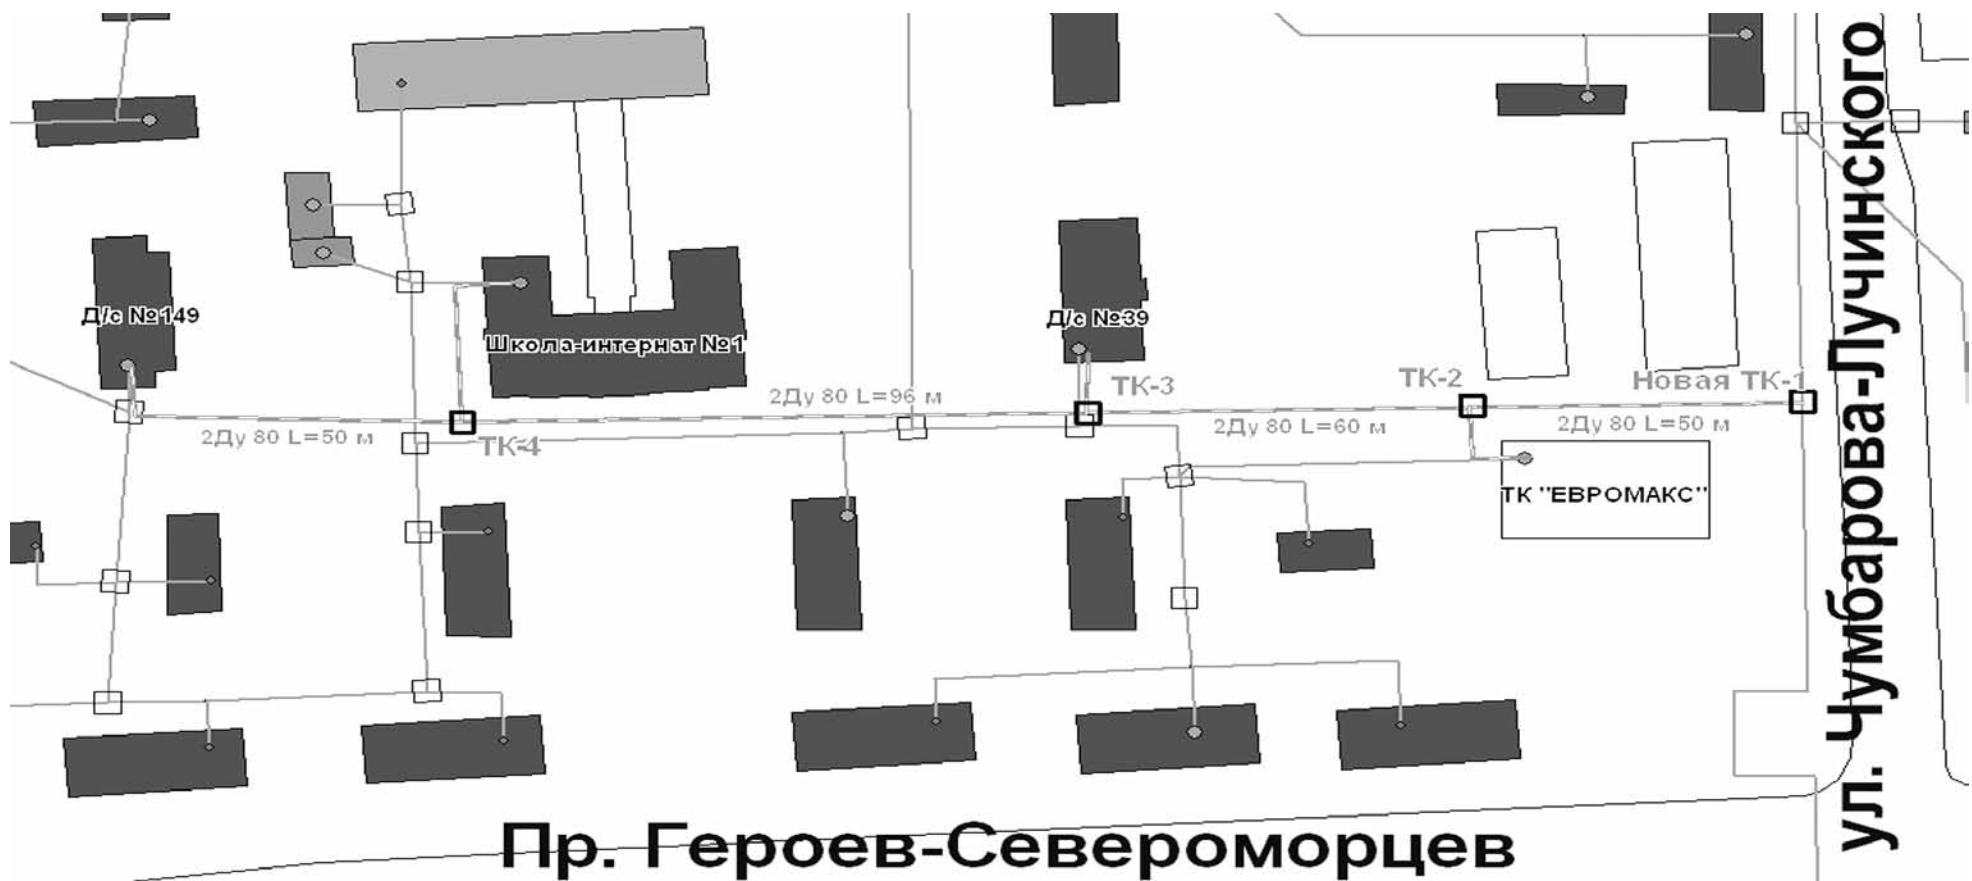 Д/с №149
Школа-интернат №1
Д/с №39
ТК-3
ТК-2
Новая ТК-1
2Ду 80 L=96 м
2Ду 80 L=50 м
ТК-4
2Ду 80 L=60 м
2Ду 80 L=50 м
ТК "ЕВРОМАКС"
ул. Чумбарова-Лучинского
Пр. Героев-Североморцев